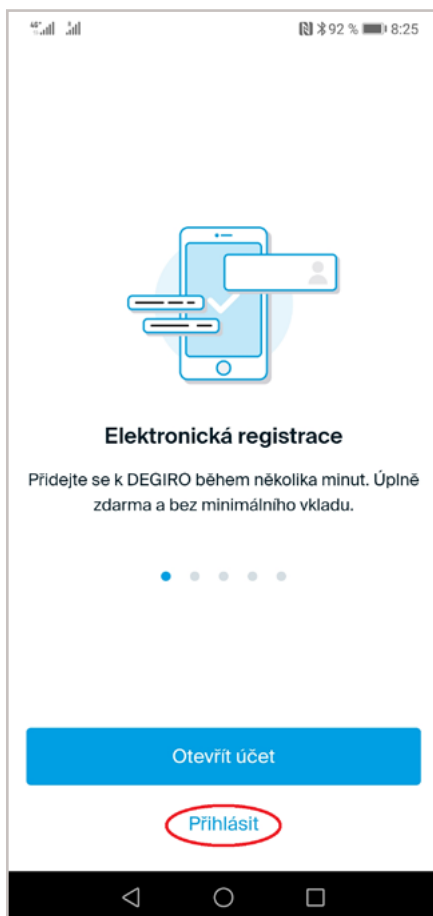 92 % 8:25
Elektronická registrace
Přidejte se k DEGIRO během několika minut. Úplně
zdarma a bez minimálního vkladu.
Otevřít účet
Přihlásit